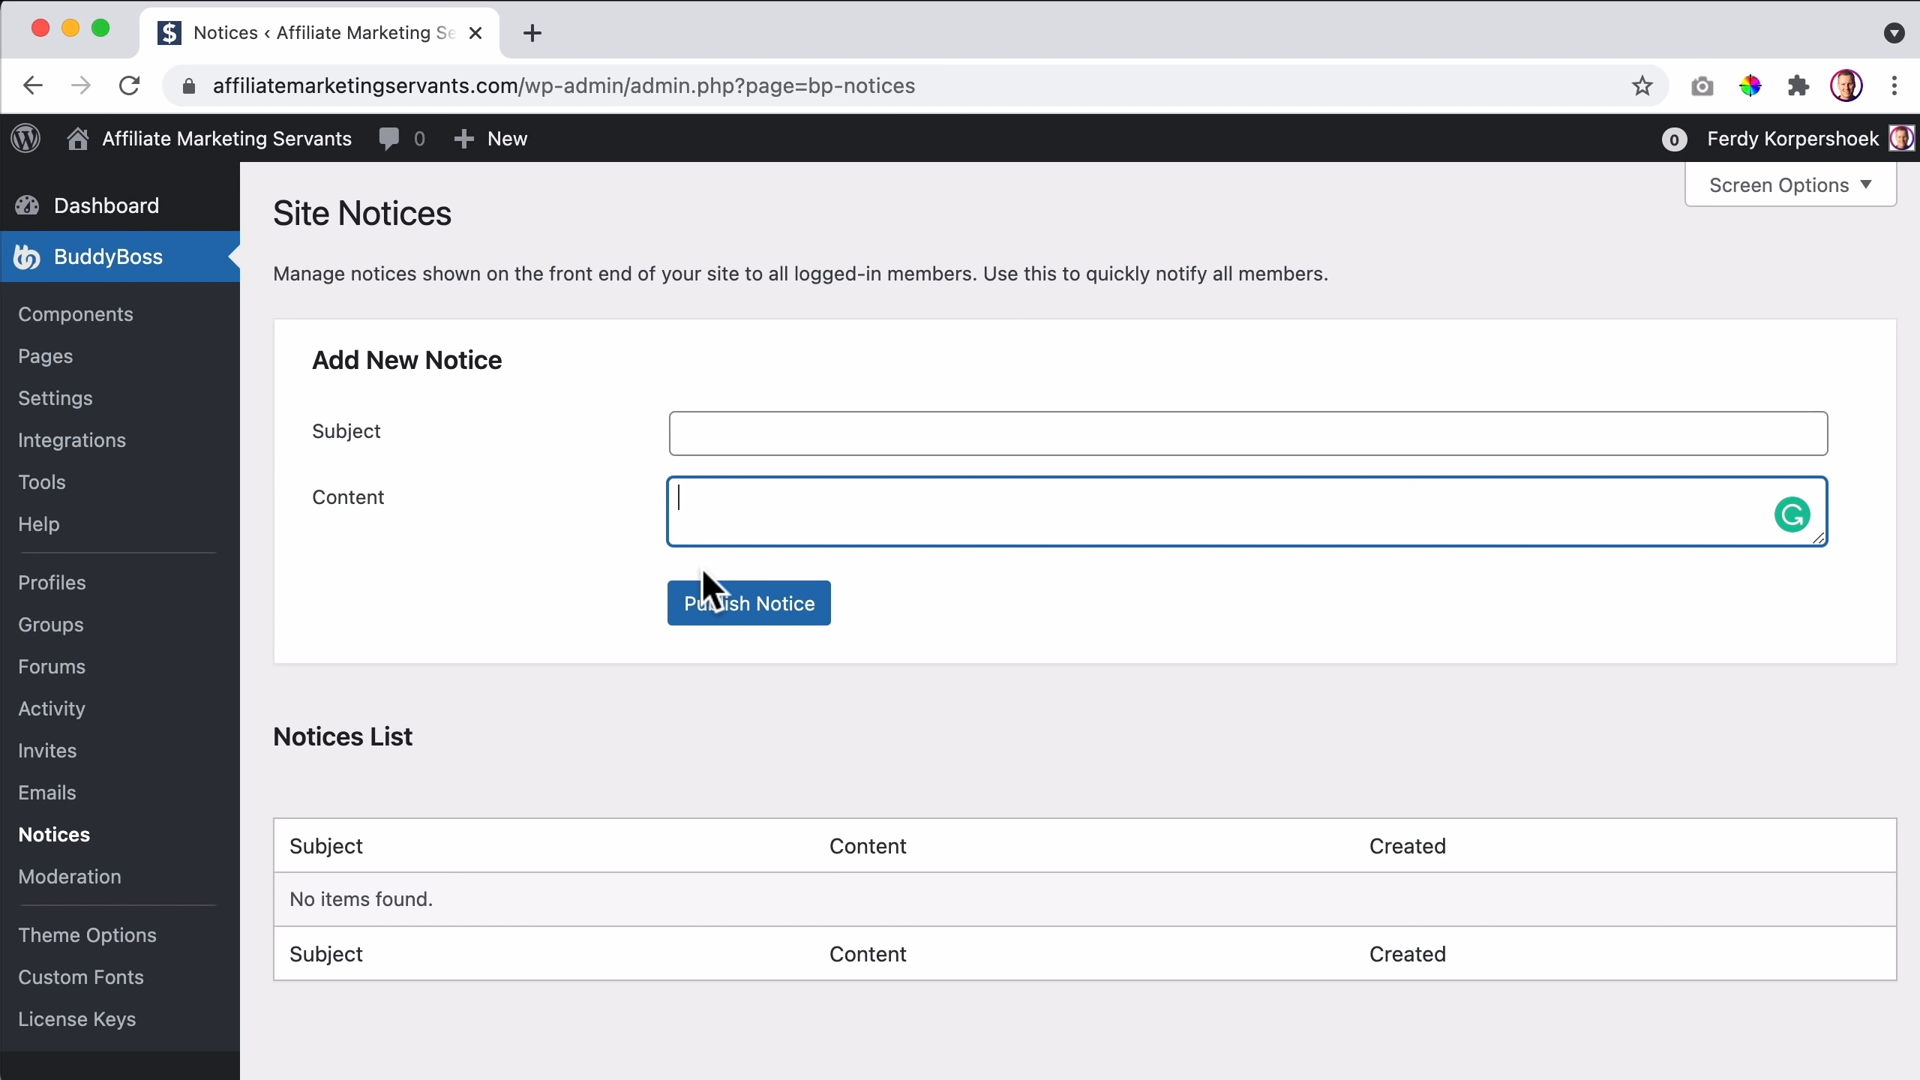 Notices ‹ Affiliate Marketing Se
affiliatemarketingservants.com/wp-admin/admin.php?page=bp-notices
Affiliate Marketing Servants 0 New
0 Ferdy Korpershoek
Screen Options
Dashboard
BuddyBoss
Components
Pages
Settings
Integrations
Tools
Help
Profiles
Groups
Forums
Activity
Invites
Emails
Notices
Moderation
Theme Options
Custom Fonts
License Keys
Site Notices
Manage notices shown on the front end of your site to all logged-in members. Use this to quickly notify all members.
Add New Notice
Subject
Content
Publish Notice
Notices List
Subject Content Created
No items found.
Subject Content Created